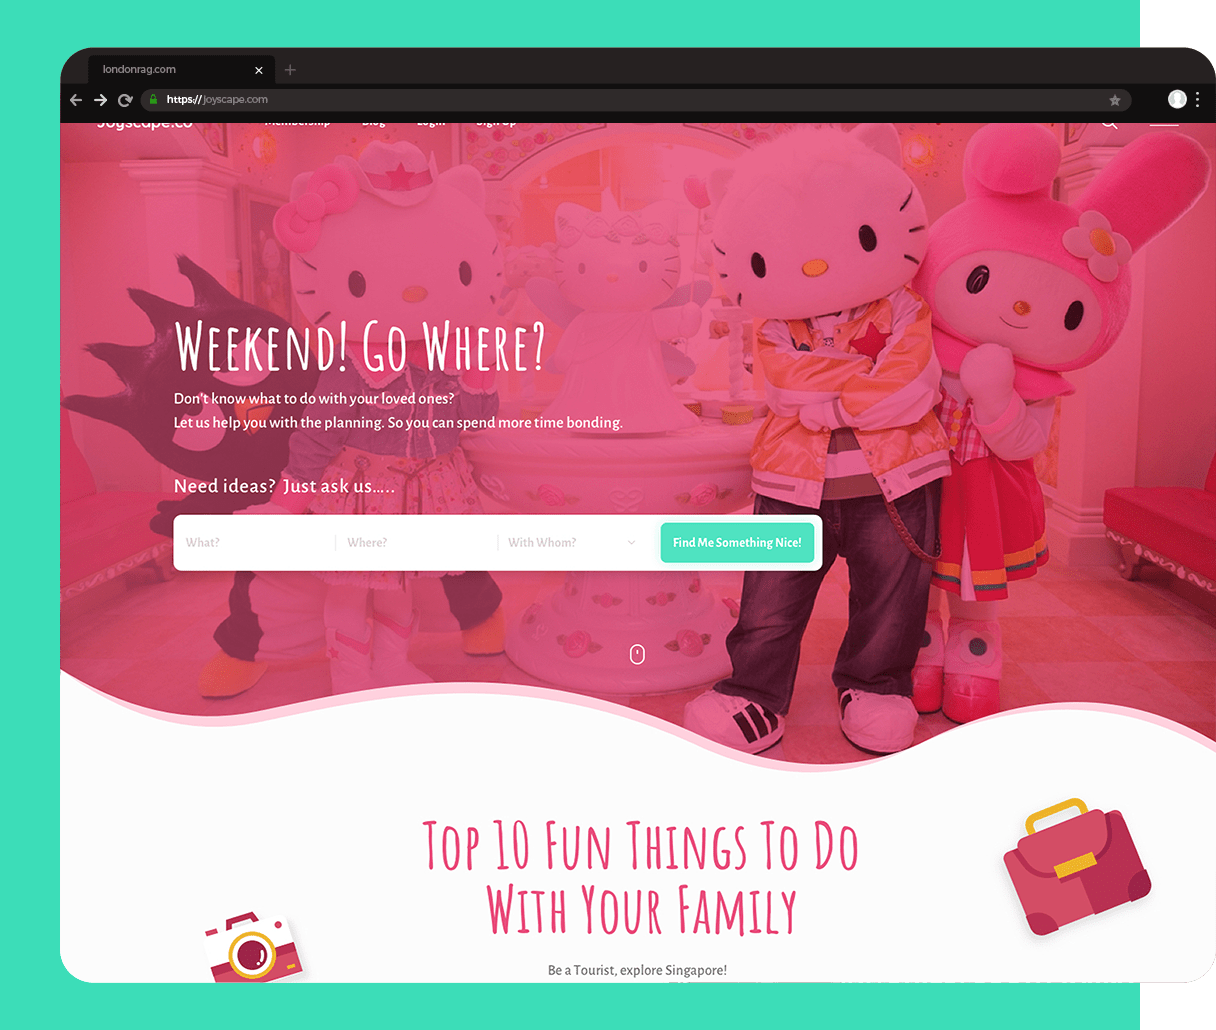 londonrag.com
https://joyscape.com
Joyscape.co Membership Blog Login Sign Up
Weekend! Go Where?
Don't know what to do with your loved ones?
Let us help you with the planning. So you can spend more time bonding.
Need ideas? Just ask us.....
What? Where? With Whom? Find Me Something Nice!
Top 10 Fun Things To Do
With Your Family
Be a Tourist, explore Singapore!